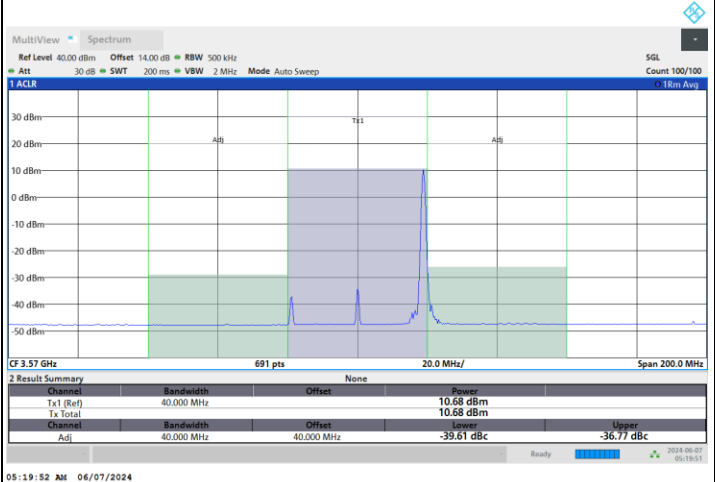 MultiView Spectrum
Ref Level 40.00 dBm Offset 14.00 dB RBW 500 kHz SGL
Att 30 dB SWT 200 ms VBW 2 MHz Mode Auto Sweep Count 100/100
1 ACLR 1Rm Avg
30 dBm
Tx1
20 dBm Adj Adj
10 dBm
0 dBm
-10 dBm
-20 dBm
-30 dBm
-40 dBm
-50 dBm
CF 3.57 GHz 691 pts 20.0 MHz/ Span 200.0 MHz
2 Result Summary None
Channel Bandwidth Offset Power
Tx1 (Ref) 40.000 MHz 10.68 dBm
Tx Total 10.68 dBm
Channel Bandwidth Offset Lower Upper
Adj 40.000 MHz 40.000 MHz -39.61 dBc -36.77 dBc
Ready 2024-06-07
05:19:51
05:19:52 AM 06/07/2024